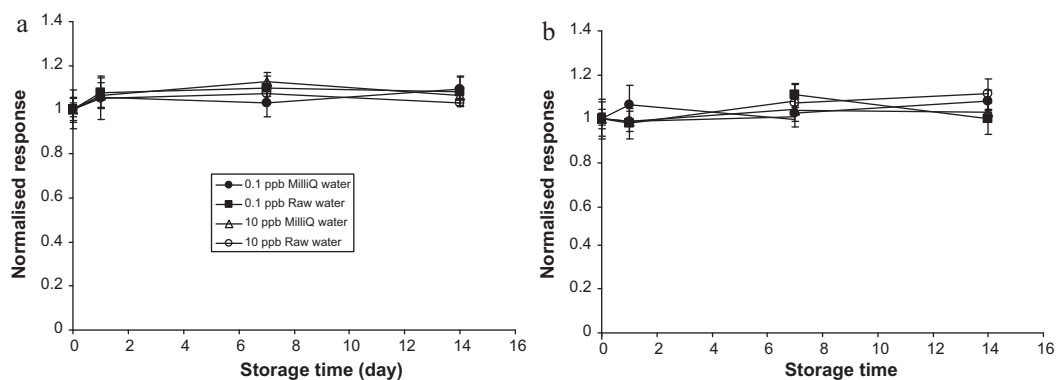 a
1.4
1.2
1
0.8
0.6
0.4
0.2
0
Normalised response
0 2 4 6 8 10 12 14 16
Storage time (day)
0.1 ppb MilliQ water
0.1 ppb Raw water
10 ppb MilliQ water
10 ppb Raw water
b
1.4
1.2
1
0.8
0.6
0.4
0.2
0
Normalised response
0 2 4 6 8 10 12 14 16
Storage time